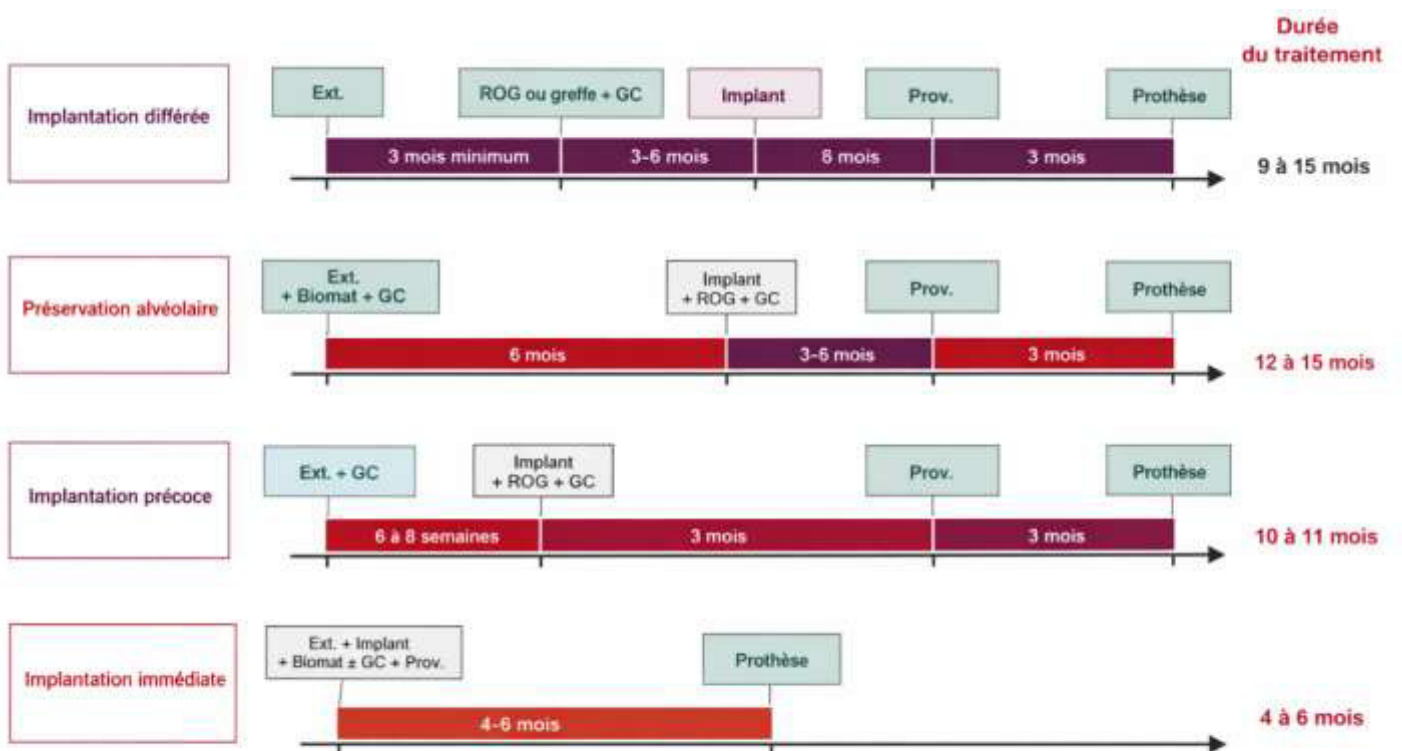 Durée
du traitement
Implantation différée
Ext.
ROG ou greffe + GC
Implant
Prov.
Prothèse
3 mois minimum
3-6 mois
8 mois
3 mois
9 à 15 mois
Préservation alvéolaire
Ext.
+ Biomat + GC
Implant
+ ROG + GC
Prov.
Prothèse
6 mois
3-6 mois
3 mois
12 à 15 mois
Implantation précoce
Ext. + GC
Implant
+ ROG + GC
Prov.
Prothèse
6 à 8 semaines
3 mois
3 mois
10 à 11 mois
Implantation immédiate
Ext. + Implant
+ Biomat ± GC + Prov.
Prothèse
4-6 mois
4 à 6 mois